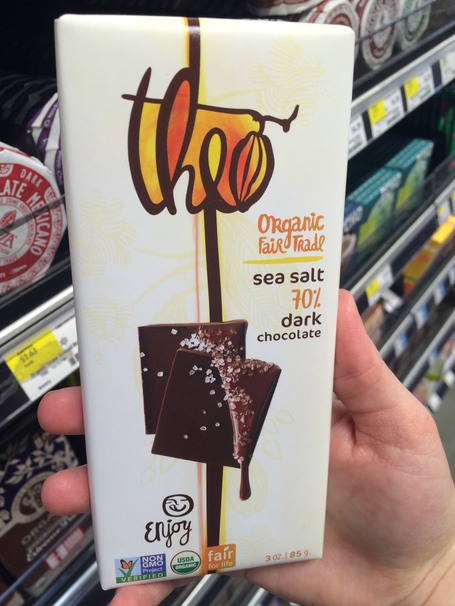 theo
Organic
Fair Trade
sea salt
70%
dark
chocolate
Enjoy
NON
GMO
Project
VERIFIED
USDA
ORGANIC
fair
for life
3 oz. | 85 g.
DARK